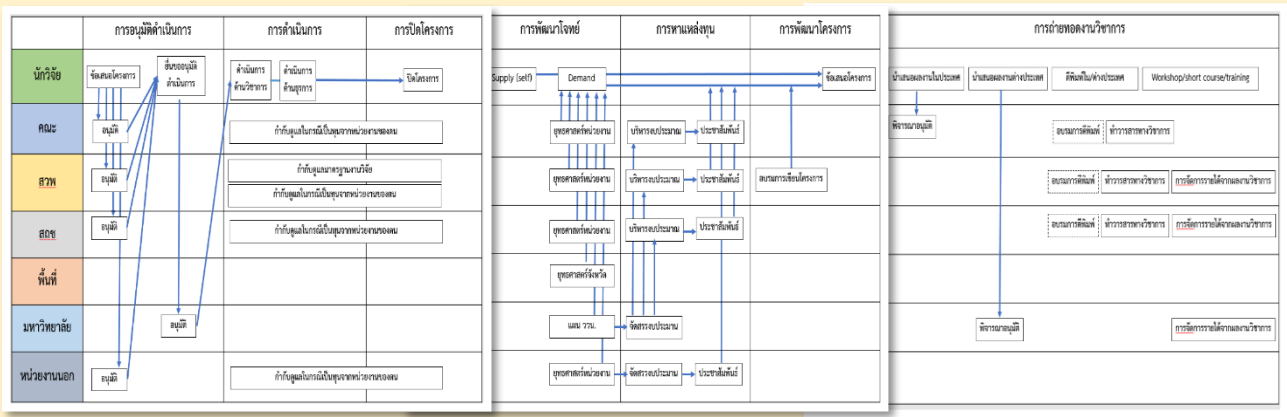 การอนุมัติดำเนินการ การดำเนินการ การปิดโครงการ
นักวิจัย
ข้อเสนอโครงการ
ยื่นขออนุมัติ
ดำเนินการ
ดำเนินการ
ด้านวิชาการ
ดำเนินการ
ด้านธุรการ
ปิดโครงการ
คณะ
อนุมัติ
กำกับดูแลในกรณีเป็นทุนจากหน่วยงานของตน
สวพ
อนุมัติ
กำกับดูแลมาตรฐานงานวิจัย
กำกับดูแลในกรณีเป็นทุนจากหน่วยงานของตน
สถช
อนุมัติ
กำกับดูแลในกรณีเป็นทุนจากหน่วยงานของตน
พื้นที่
มหาวิทยาลัย
อนุมัติ
หน่วยงานนอก
อนุมัติ
กำกับดูแลในกรณีเป็นทุนจากหน่วยงานของตน
การพัฒนาโจทย์ การหาแหล่งทุน การพัฒนาโครงการ
Supply (self) Demand ข้อเสนอโครงการ
ยุทธศาสตร์หน่วยงาน บริหารงบประมาณ ประชาสัมพันธ์
ยุทธศาสตร์หน่วยงาน บริหารงบประมาณ ประชาสัมพันธ์ อบรมการเขียนโครงการ
ยุทธศาสตร์หน่วยงาน บริหารงบประมาณ ประชาสัมพันธ์
ยุทธศาสตร์จังหวัด
แผน ววน. จัดสรรงบประมาน
ยุทธศาสตร์หน่วยงาน จัดสรรงบประมาน ประชาสัมพันธ์
การถ่ายทอดงานวิชาการ
นำเสนอผลงานในประเทศ นำเสนอผลงานต่างประเทศ ตีพิมพ์ใน/ต่างประเทศ Workshop/short course/training
พิจารณาอนุมัติ อบรมการตีพิมพ์ ทำวารสารทางวิชาการ
อบรมการตีพิมพ์ ทำวารสารทางวิชาการ การจัดการรายได้จากผลงานวิชาการ
อบรมการตีพิมพ์ ทำวารสารทางวิชาการ การจัดการรายได้จากผลงานวิชาการ
พิจารณาอนุมัติ การจัดการรายได้จากผลงานวิชาการ